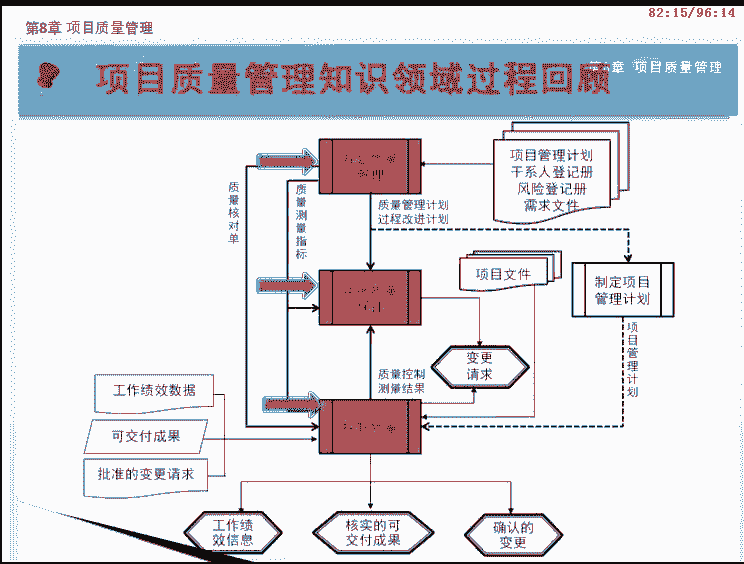 82:15/96:14
第8章 项目质量管理
项目质量管理知识领域过程回顾
章 项目质量管理
项目管理计划
干系人登记册
风险登记册
需求文件
质量核对单
质量测量指标
质量管理计划
过程改进计划
项目文件
制定项目
管理计划
变更
请求
项目管理计划
质量控制
测量结果
工作绩效数据
可交付成果
批准的变更请求
工作绩
效信息
核实的可
交付成果
确认的
变更